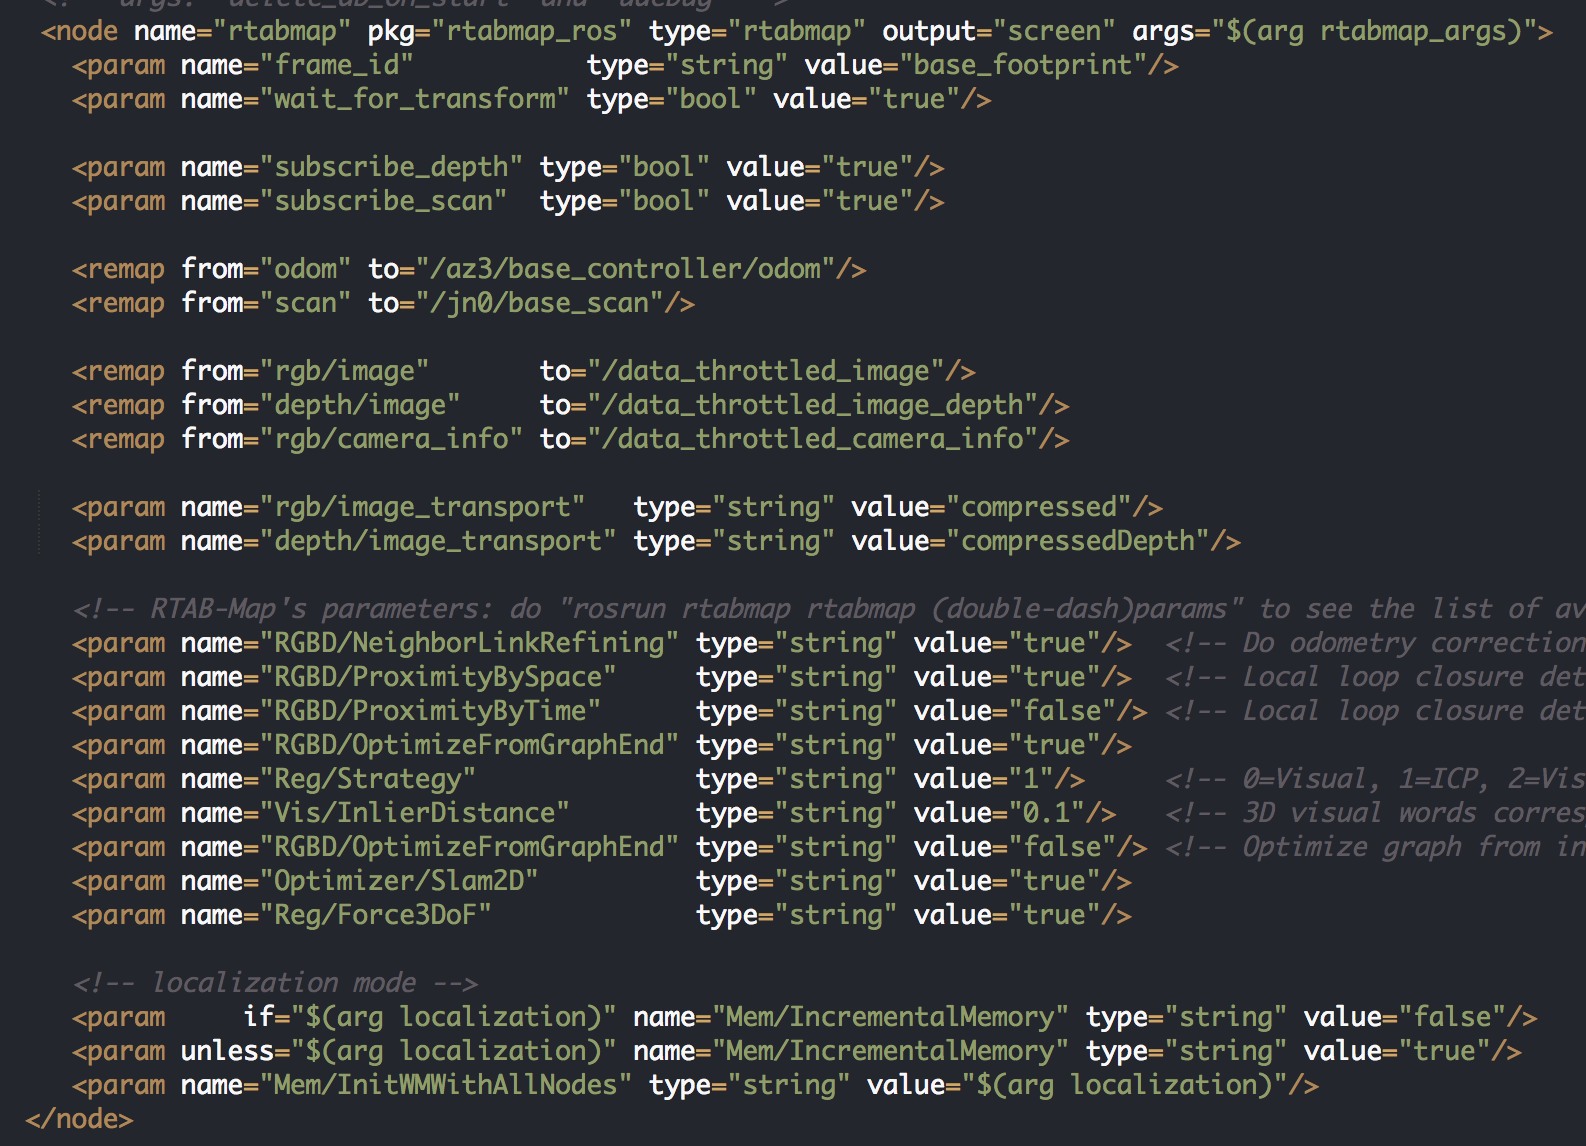 <!-- args: "delete_db_on_start" and "udebug" -->
<node name="rtabmap" pkg="rtabmap_ros" type="rtabmap" output="screen" args="$(arg rtabmap_args)">
<param name="frame_id" type="string" value="base_footprint"/>
<param name="wait_for_transform" type="bool" value="true"/>
<param name="subscribe_depth" type="bool" value="true"/>
<param name="subscribe_scan" type="bool" value="true"/>
<remap from="odom" to="/az3/base_controller/odom"/>
<remap from="scan" to="/jn0/base_scan"/>
<remap from="rgb/image" to="/data_throttled_image"/>
<remap from="depth/image" to="/data_throttled_image_depth"/>
<remap from="rgb/camera_info" to="/data_throttled_camera_info"/>
<param name="rgb/image_transport" type="string" value="compressed"/>
<param name="depth/image_transport" type="string" value="compressedDepth"/>
<!-- RTAB-Map's parameters: do "rosrun rtabmap rtabmap (double-dash)params" to see the list of av
<param name="RGBD/NeighborLinkRefining" type="string" value="true"/> <!-- Do odometry correction
<param name="RGBD/ProximityBySpace" type="string" value="true"/> <!-- Local loop closure det
<param name="RGBD/ProximityByTime" type="string" value="false"/> <!-- Local loop closure det
<param name="RGBD/OptimizeFromGraphEnd" type="string" value="true"/>
<param name="Reg/Strategy" type="string" value="1"/> <!-- 0=Visual, 1=ICP, 2=Vis
<param name="Vis/InlierDistance" type="string" value="0.1"/> <!-- 3D visual words corres
<param name="RGBD/OptimizeFromGraphEnd" type="string" value="false"/> <!-- Optimize graph from in
<param name="Optimizer/Slam2D" type="string" value="true"/>
<param name="Reg/Force3DoF" type="string" value="true"/>
<!-- localization mode -->
<param if="$(arg localization)" name="Mem/IncrementalMemory" type="string" value="false"/>
<param unless="$(arg localization)" name="Mem/IncrementalMemory" type="string" value="true"/>
<param name="Mem/InitWMWithAllNodes" type="string" value="$(arg localization)"/>
</node>